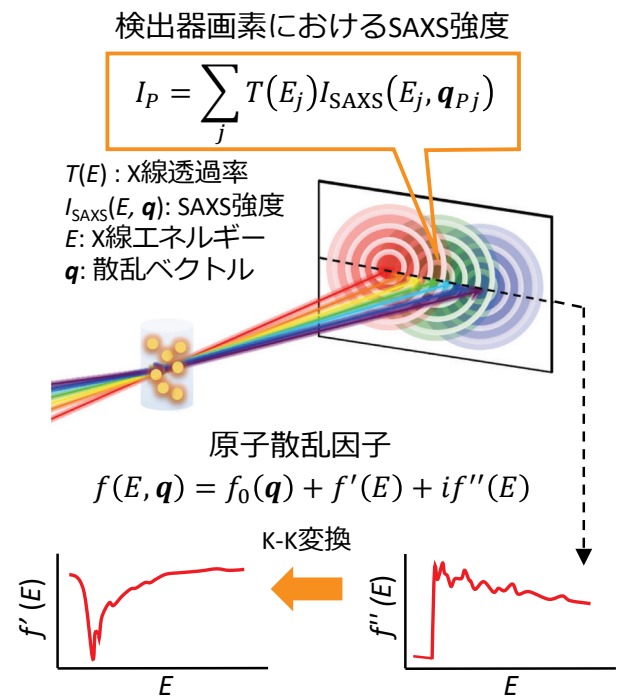 検出器画素におけるSAXS強度
I_P = ∑_j T(E_j)I_SAXS(E_j, q_Pj)
T(E) : X線透過率
I_SAXS(E, q): SAXS強度
E: X線エネルギー
q: 散乱ベクトル
原子散乱因子
f(E, q) = f_0(q) + f′(E) + if″(E)
K-K変換
f′ (E)
E
f″ (E)
E